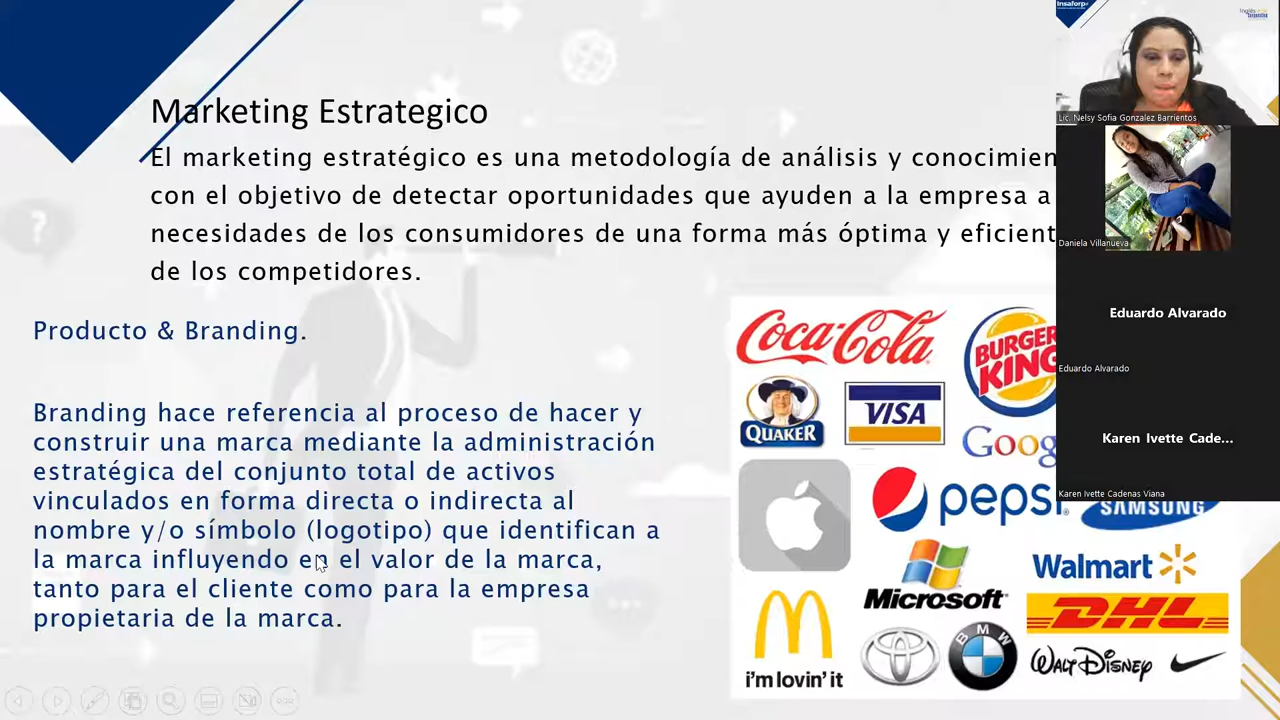 Marketing Estrategico
El marketing estratégico es una metodología de análisis y conocimien
con el objetivo de detectar oportunidades que ayuden a la empresa a
necesidades de los consumidores de una forma más óptima y eficient
de los competidores.
Producto & Branding.
Branding hace referencia al proceso de hacer y
construir una marca mediante la administración
estratégica del conjunto total de activos
vinculados en forma directa o indirecta al
nombre y/o símbolo (logotipo) que identifican a
la marca influyendo en el valor de la marca,
tanto para el cliente como para la empresa
propietaria de la marca.
Coca-Cola
BURGER
KING
QUAKER
VISA
Goog
pepsi
SAMSUNG
Walmart
Microsoft
DHL
i'm lovin' it
BMW
WALT DISNEY
Insaforp
Lic. Nelsy Sofia Gonzalez Barrientos
Daniela Villanueva
Eduardo Alvarado
Eduardo Alvarado
Karen Ivette Cade...
Karen Ivette Cadenas Viana